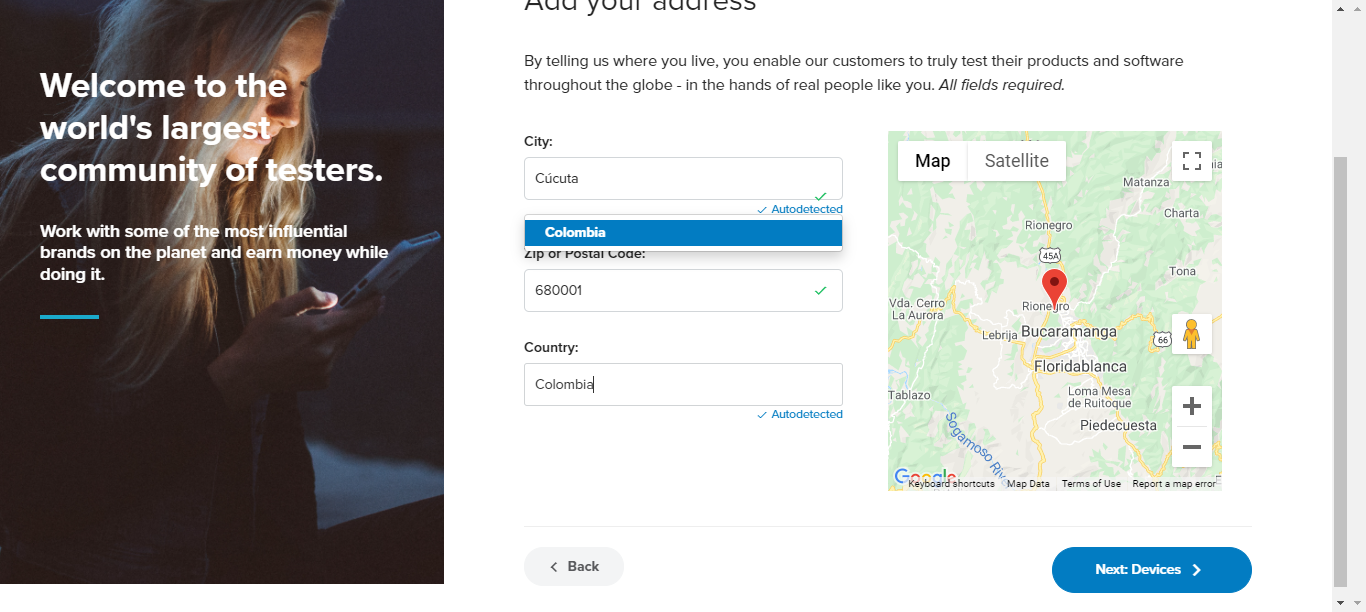 Add your address
Welcome to the
world's largest
community of testers.
Work with some of the most influential
brands on the planet and earn money while
doing it.
By telling us where you live, you enable our customers to truly test their products and software
throughout the globe - in the hands of real people like you. All fields required.
City:
Cúcuta
Autodetected
Colombia
Zip or Postal Code:
680001
Country:
Colombia
Autodetected
Map
Satellite
Matanza
Charta
Rionegro
45A
Tona
Vda. Cerro
La Aurora
Rionegro
Lebrija
Bucaramanga
66
Floridablanca
Tablazo
Loma Mesa
de Ruitoque
Piedecuesta
Sogamoso River
Google
Keyboard shortcuts
Map Data
Terms of Use
Report a map error
Back
Next: Devices